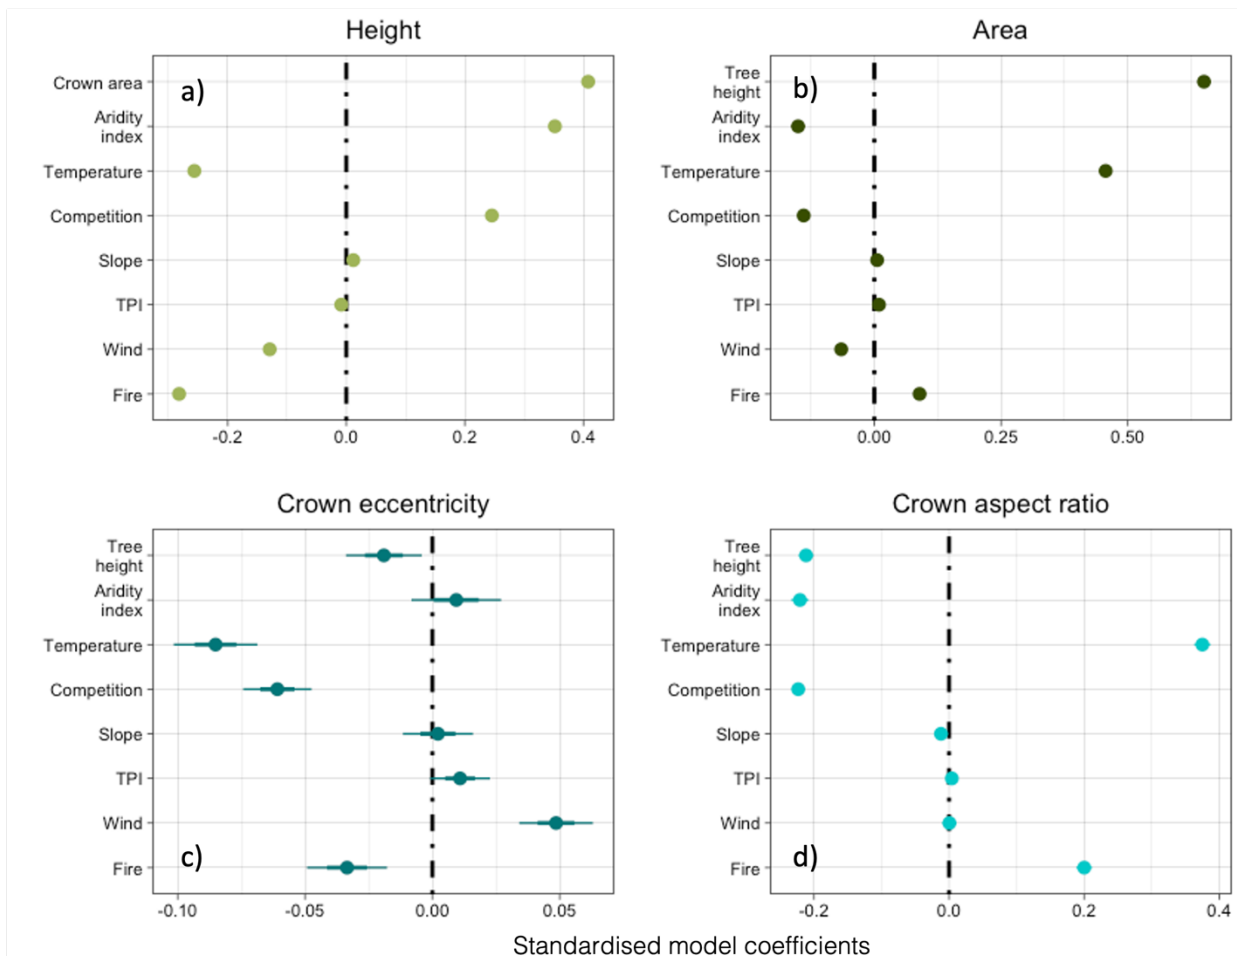 Height
a)
Crown area
Aridity
index
Temperature
Competition
Slope
TPI
Wind
Fire
-0.2
0.0
0.2
0.4
Area
b)
Tree
height
Aridity
index
Temperature
Competition
Slope
TPI
Wind
Fire
0.00
0.25
0.50
Crown eccentricity
Tree
height
Aridity
index
Temperature
Competition
Slope
TPI
Wind
Fire
c)
-0.10
-0.05
0.00
0.05
Crown aspect ratio
Tree
height
Aridity
index
Temperature
Competition
Slope
TPI
Wind
Fire
d)
-0.2
0.0
0.2
0.4
Standardised model coefficients